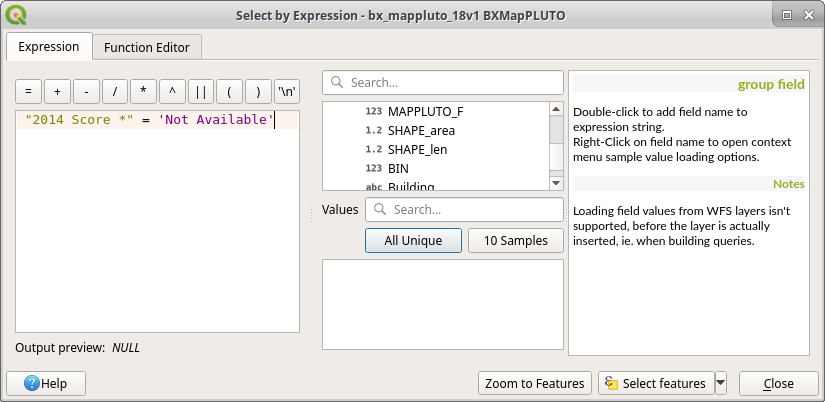 Select by Expression - bx_mappluto_18v1 BXMapPLUTO
Expression
Function Editor
= + - / * ^ || ( ) '\n'
"2014 Score *" = 'Not Available'
Output preview: NULL
Search...
123 MAPPLUTO_F
1.2 SHAPE_area
1.2 SHAPE_len
123 BIN
abc Building
Values
Search...
All Unique
10 Samples
group field
Double-click to add field name to
expression string.
Right-Click on field name to open context
menu sample value loading options.
Notes
Loading field values from WFS layers isn't
supported, before the layer is actually
inserted, ie. when building queries.
Help
Zoom to Features
Select features
Close